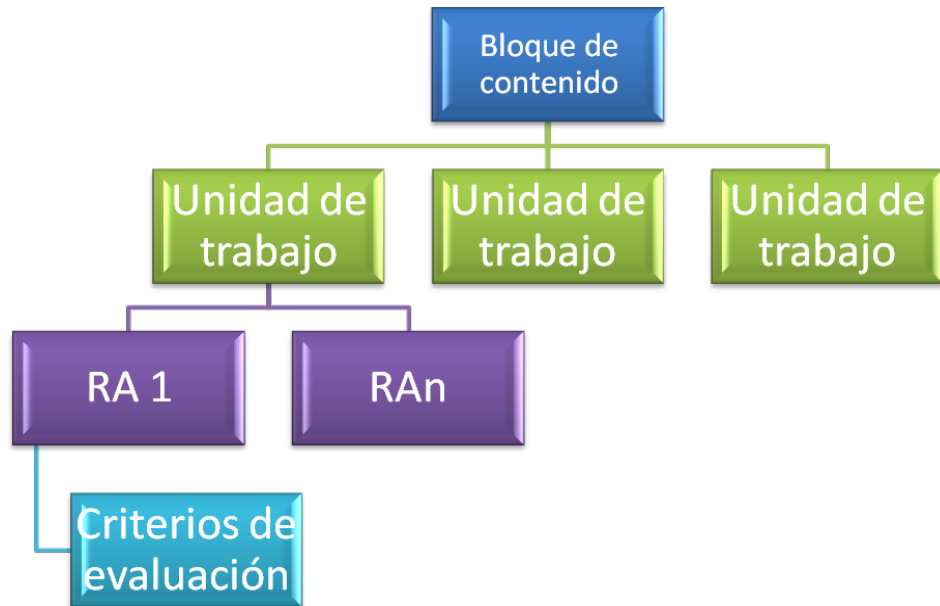 Bloque de
contenido
Unidad de
trabajo
Unidad de
trabajo
Unidad de
trabajo
RA 1
RAn
Criterios de
evaluación